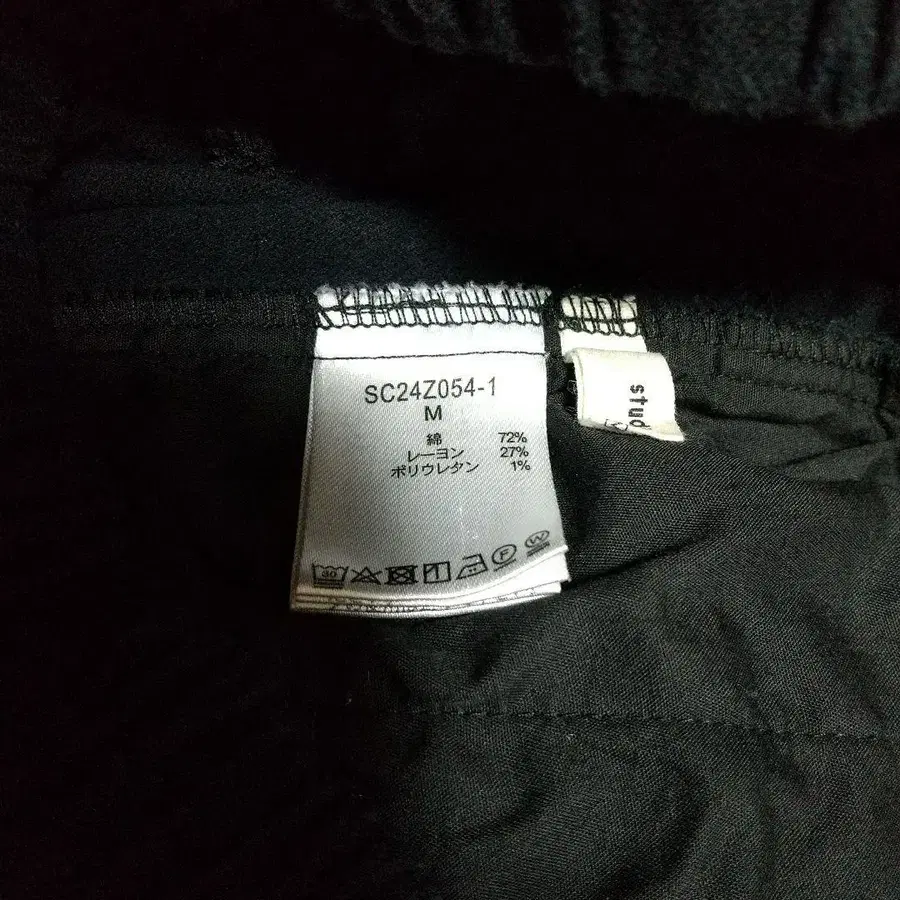 SC24Z054-1
M
綿 72%
レーヨン 27%
ポリウレタン 1%
F
W
stud